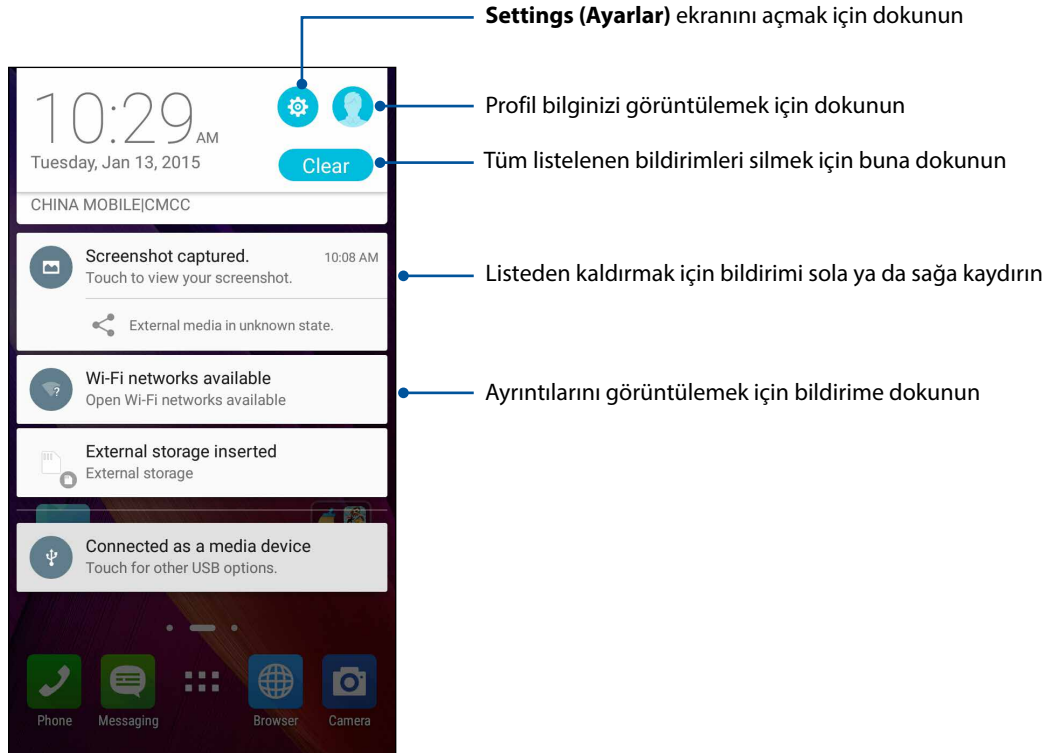 Settings (Ayarlar) ekranını açmak için dokunun
10:29 AM
Profil bilginizi görüntülemek için dokunun
Tuesday, Jan 13, 2015
Clear
Tüm listelenen bildirimleri silmek için buna dokunun
CHINA MOBILE|CMCC
Screenshot captured.
10:08 AM
Touch to view your screenshot.
Listeden kaldırmak için bildirimi sola ya da sağa kaydırın
External media in unknown state.
Wi-Fi networks available
Open Wi-Fi networks available
Ayrıntılarını görüntülemek için bildirime dokunun
External storage inserted
External storage
Connected as a media device
Touch for other USB options.
Phone
Messaging
Browser
Camera